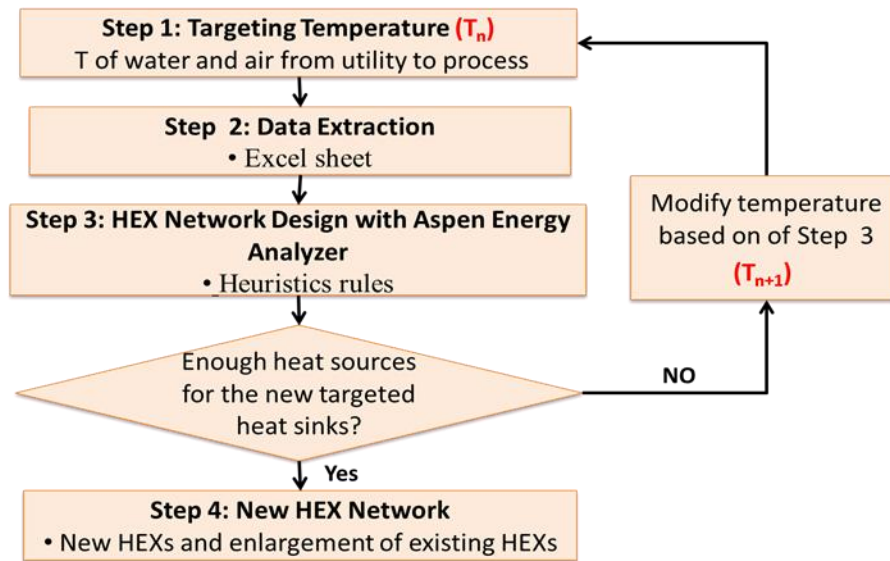 Step 1: Targeting Temperature (Tn)
T of water and air from utility to process
Step 2: Data Extraction
• Excel sheet
Step 3: HEX Network Design with Aspen Energy
Analyzer
• Heuristics rules
Modify temperature
based on of Step 3
(Tn+1)
Enough heat sources
for the new targeted
heat sinks?
NO
Yes
Step 4: New HEX Network
• New HEXs and enlargement of existing HEXs